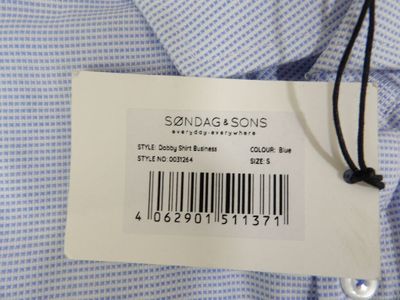 SØNDAG & SONS
everyday-everywhere
STYLE: Dobby Shirt Business COLOUR: Blue
STYLE NO: 0031264 SIZE: S
4 062901 511371